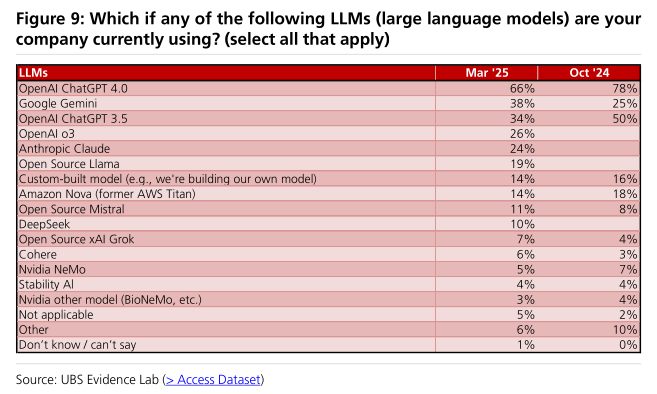 Figure 9: Which if any of the following LLMs (large language models) are your
company currently using? (select all that apply)
LLMs Mar '25 Oct '24
OpenAI ChatGPT 4.0 66% 78%
Google Gemini 38% 25%
OpenAI ChatGPT 3.5 34% 50%
OpenAI o3 26%
Anthropic Claude 24%
Open Source Llama 19%
Custom-built model (e.g., we're building our own model) 14% 16%
Amazon Nova (former AWS Titan) 14% 18%
Open Source Mistral 11% 8%
DeepSeek 10%
Open Source xAI Grok 7% 4%
Cohere 6% 3%
Nvidia NeMo 5% 7%
Stability Al 4% 4%
Nvidia other model (BioNeMo, etc.) 3% 4%
Not applicable 5% 2%
Other 6% 10%
Don't know / can't say 1% 0%
Source: UBS Evidence Lab (> Access Dataset)